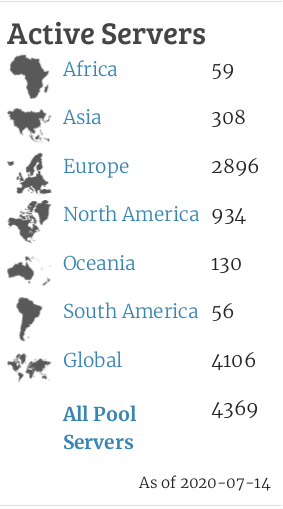 Active Servers
Africa 59
Asia 308
Europe 2896
North America 934
Oceania 130
South America 56
Global 4106
All Pool 4369
Servers
As of 2020-07-14